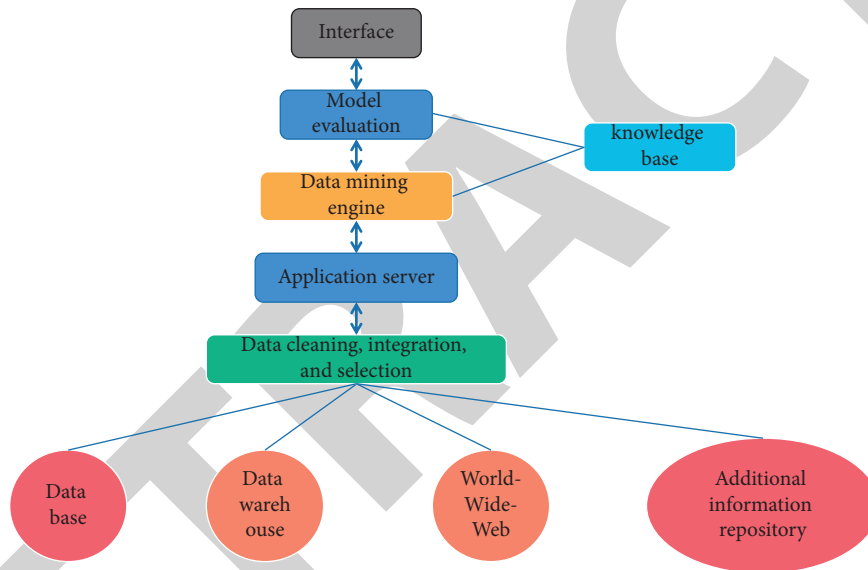 Interface
Model
evaluation
knowledge
base
Data mining
engine
Application server
Data cleaning, integration,
and selection
Data
base
Data
wareh
ouse
World-
Wide-
Web
Additional
information
repository
TRAC